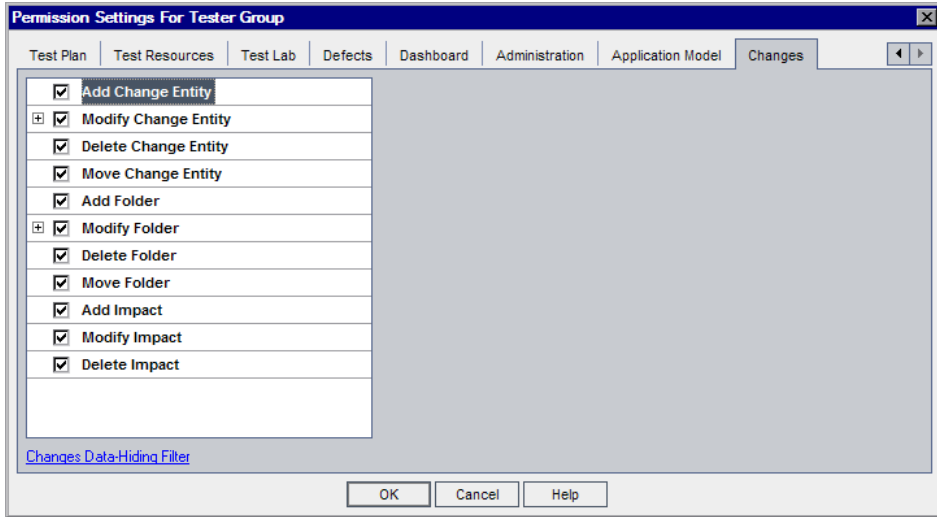 Permission Settings For Tester Group
Test Plan Test Resources Test Lab Defects Dashboard Administration Application Model Changes
Add Change Entity
Modify Change Entity
Delete Change Entity
Move Change Entity
Add Folder
Modify Folder
Delete Folder
Move Folder
Add Impact
Modify Impact
Delete Impact
Changes Data-Hiding Filter
OK Cancel Help